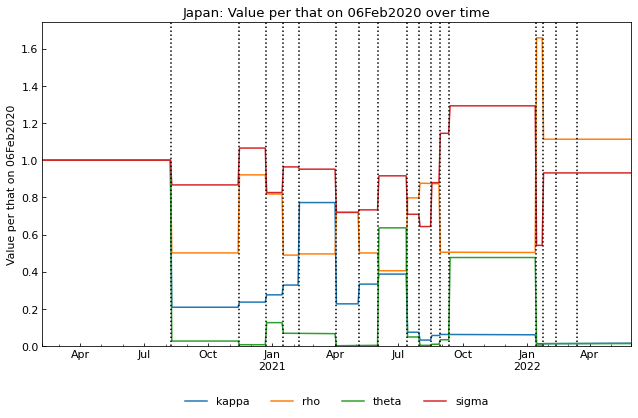 Japan: Value per that on 06Feb2020 over time
Value per that on 06Feb2020
1.6
1.4
1.2
1.0
0.8
0.6
0.4
0.2
0.0
Apr Jul Oct Jan Apr Jul Oct Jan Apr
2021 2022
kappa rho theta sigma